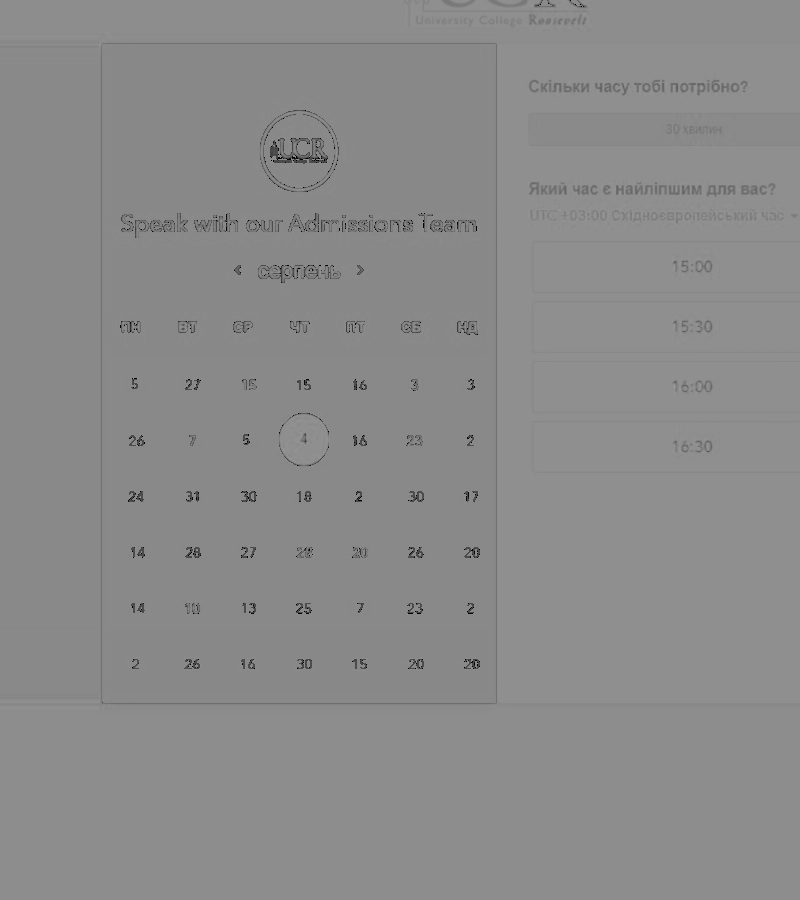 University College Roosevelt
UCR
Speak with our Admissions Team
серпень
ПН ВТ СР ЧТ ПТ СБ НД
5 27 15 15 16 3 3
26 7 5 4 16 23 2
24 31 30 18 2 30 17
14 28 27 28 20 26 20
14 10 13 25 7 23 2
2 26 16 30 15 20 20
Скільки часу тобі потрібно?
30 хвилин
Який час є найліпшим для вас?
UTC +03:00 Східноєвропейський час
15:00
15:30
16:00
16:30